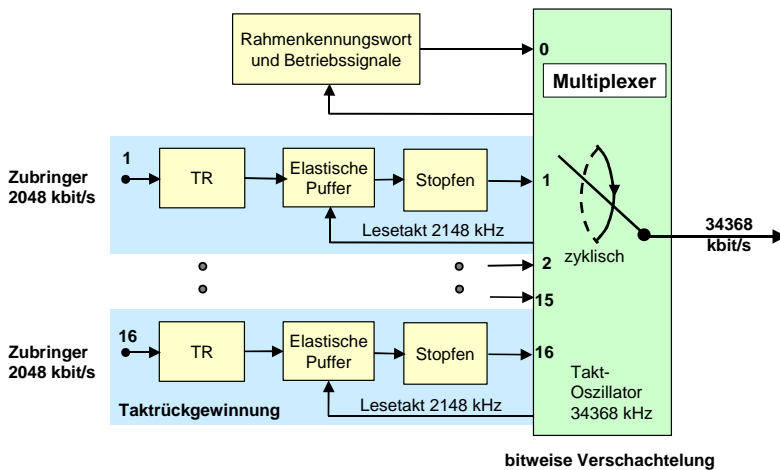 Rahmenkennungswort
und Betriebssignale
0
Multiplexer
Zubringer
2048 kbit/s
1
TR
Elastische
Puffer
Stopfen
1
Lesetakt 2148 kHz
zyklisch
34368
kbit/s
2
15
Zubringer
2048 kbit/s
16
TR
Elastische
Puffer
Stopfen
16
Taktrückgewinnung
Lesetakt 2148 kHz
Takt-
Oszillator
34368 kHz
bitweise Verschachtelung